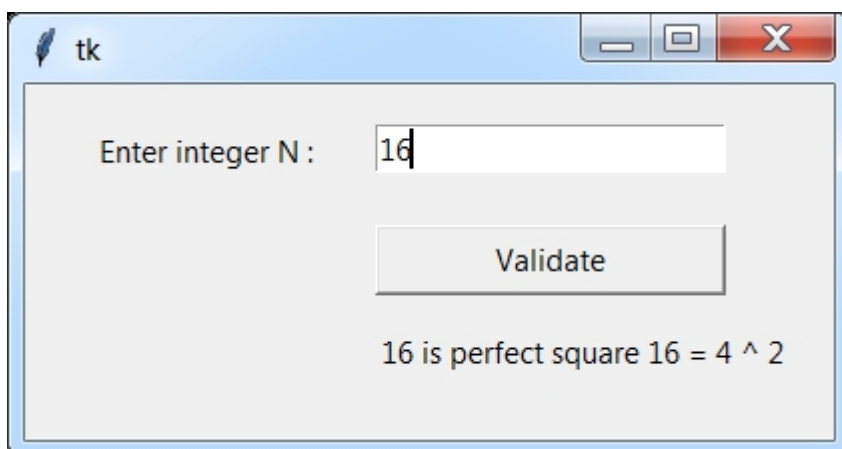 tk
Enter integer N :
16
Validate
16 is perfect square 16 = 4 ^ 2